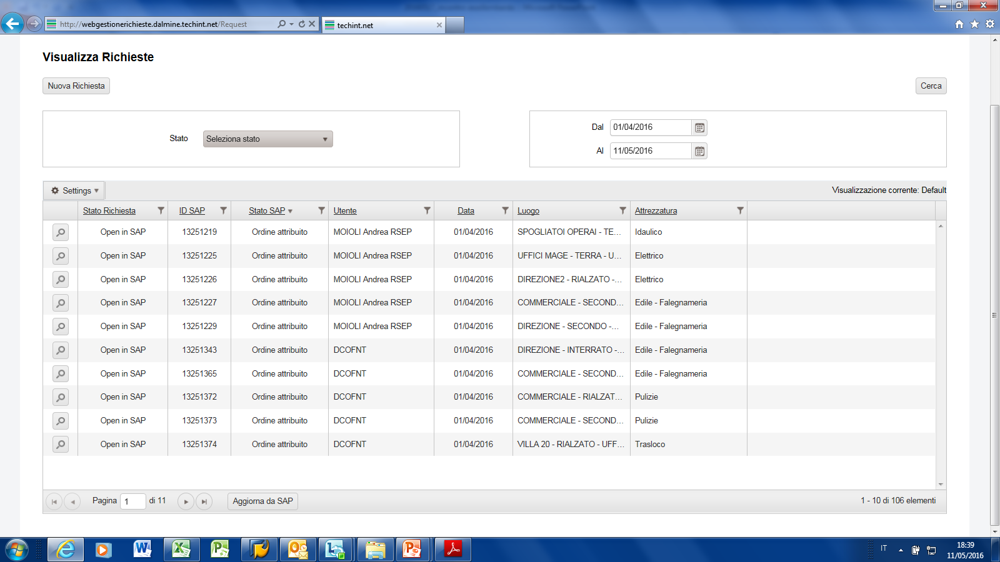 http://webgestionerichieste.dalmine.techint.net/Request
techint.net
Visualizza Richieste
Nuova Richiesta
Cerca
Stato
Seleziona stato
Dal
01/04/2016
Al
11/05/2016
Settings
Visualizzazione corrente: Default
Stato Richiesta ID SAP Stato SAP Utente Data Luogo Attrezzatura
Open in SAP 13251219 Ordine attribuito MOIOLI Andrea RSEP 01/04/2016 SPOGLIATOI OPERAI - TE... Idaulico
Open in SAP 13251225 Ordine attribuito MOIOLI Andrea RSEP 01/04/2016 UFFICI MAGE - TERRA - U... Elettrico
Open in SAP 13251226 Ordine attribuito MOIOLI Andrea RSEP 01/04/2016 DIREZIONE2 - RIALZATO -... Elettrico
Open in SAP 13251227 Ordine attribuito MOIOLI Andrea RSEP 01/04/2016 COMMERCIALE - SECOND... Edile - Falegnameria
Open in SAP 13251229 Ordine attribuito MOIOLI Andrea RSEP 01/04/2016 DIREZIONE - SECONDO -... Edile - Falegnameria
Open in SAP 13251343 Ordine attribuito DCOFNT 01/04/2016 DIREZIONE - INTERRATO -... Edile - Falegnameria
Open in SAP 13251365 Ordine attribuito DCOFNT 01/04/2016 COMMERCIALE - SECOND... Edile - Falegnameria
Open in SAP 13251372 Ordine attribuito DCOFNT 01/04/2016 COMMERCIALE - RIALZAT... Pulizie
Open in SAP 13251373 Ordine attribuito DCOFNT 01/04/2016 COMMERCIALE - SECOND... Pulizie
Open in SAP 13251374 Ordine attribuito DCOFNT 01/04/2016 VILLA 20 - RIALZATO - UFF... Trasloco
Pagina 1 di 11
Aggiorna da SAP
1 - 10 di 106 elementi
IT
18:39
11/05/2016